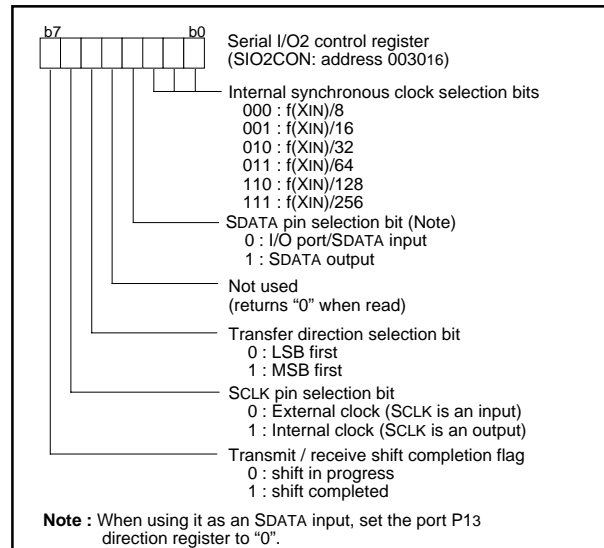 b7 b0
Serial I/O2 control register
(SIO2CON: address 003016)
Internal synchronous clock selection bits
000 : f(XIN)/8
001 : f(XIN)/16
010 : f(XIN)/32
011 : f(XIN)/64
110 : f(XIN)/128
111 : f(XIN)/256
SDATA pin selection bit (Note)
0 : I/O port/SDATA input
1 : SDATA output
Not used
(returns “0” when read)
Transfer direction selection bit
0 : LSB first
1 : MSB first
SCLK pin selection bit
0 : External clock (SCLK is an input)
1 : Internal clock (SCLK is an output)
Transmit / receive shift completion flag
0 : shift in progress
1 : shift completed
Note : When using it as an SDATA input, set the port P13
direction register to “0”.